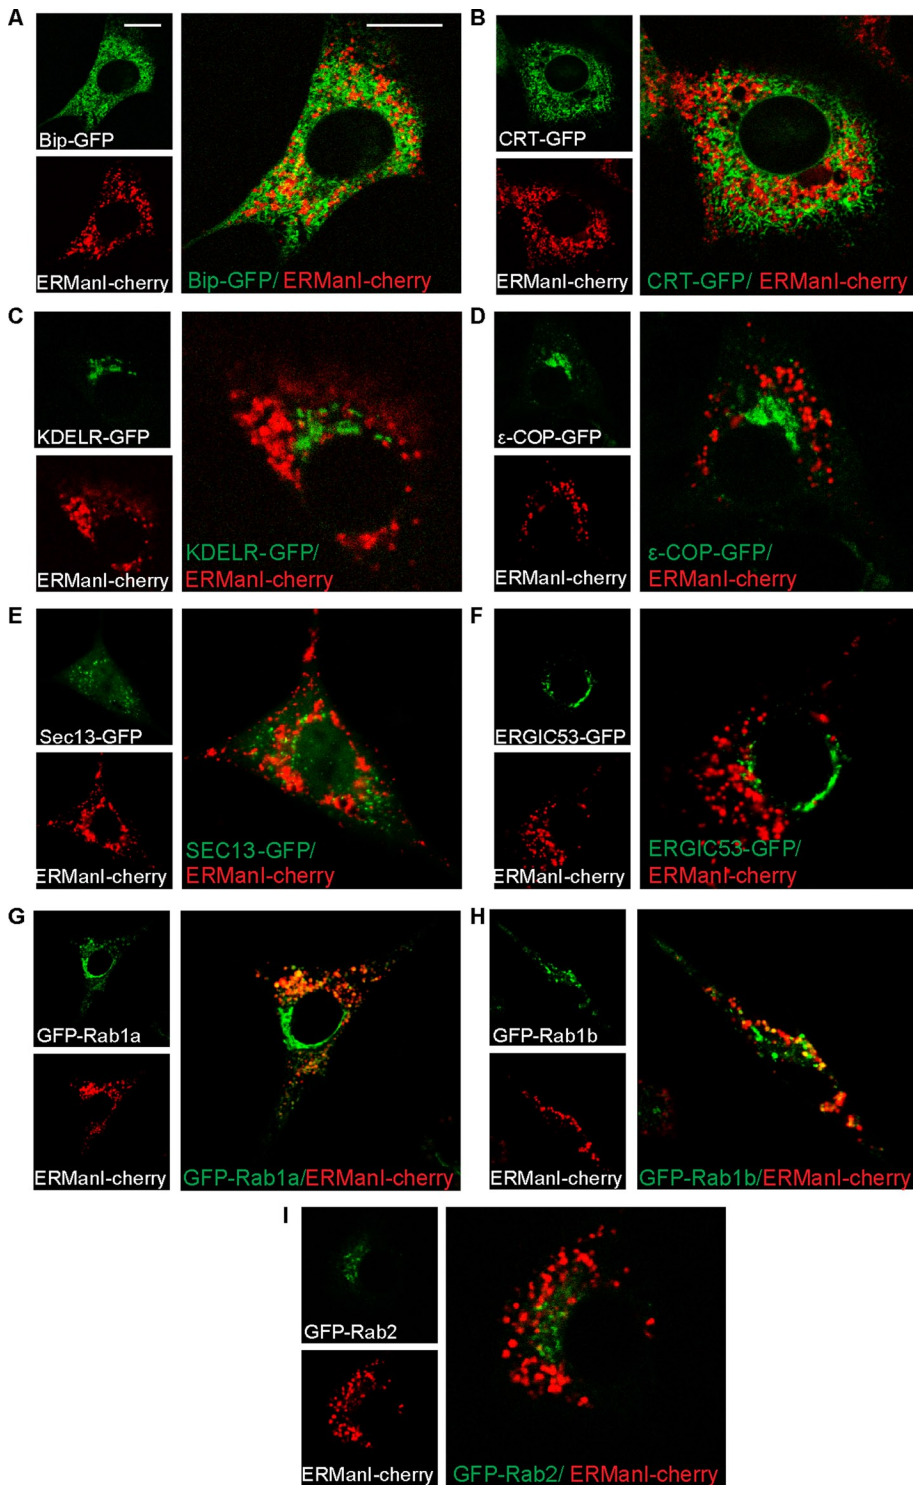 A
Bip-GFP
ERManI-cherry
Bip-GFP/ ERManI-cherry
B
CRT-GFP
ERManI-cherry
CRT-GFP/ ERManI-cherry
C
KDELR-GFP
ERManI-cherry
KDELR-GFP/
ERManI-cherry
D
ε-COP-GFP
ERManI-cherry
ε-COP-GFP/
ERManI-cherry
E
Sec13-GFP
ERManI-cherry
SEC13-GFP/
ERManI-cherry
F
ERGIC53-GFP
ERManI-cherry
ERGIC53-GFP/
ERManI-cherry
G
GFP-Rab1a
ERManI-cherry
GFP-Rab1a/ERManI-cherry
H
GFP-Rab1b
ERManI-cherry
GFP-Rab1b/ERManI-cherry
I
GFP-Rab2
ERManI-cherry
GFP-Rab2/ ERManI-cherry